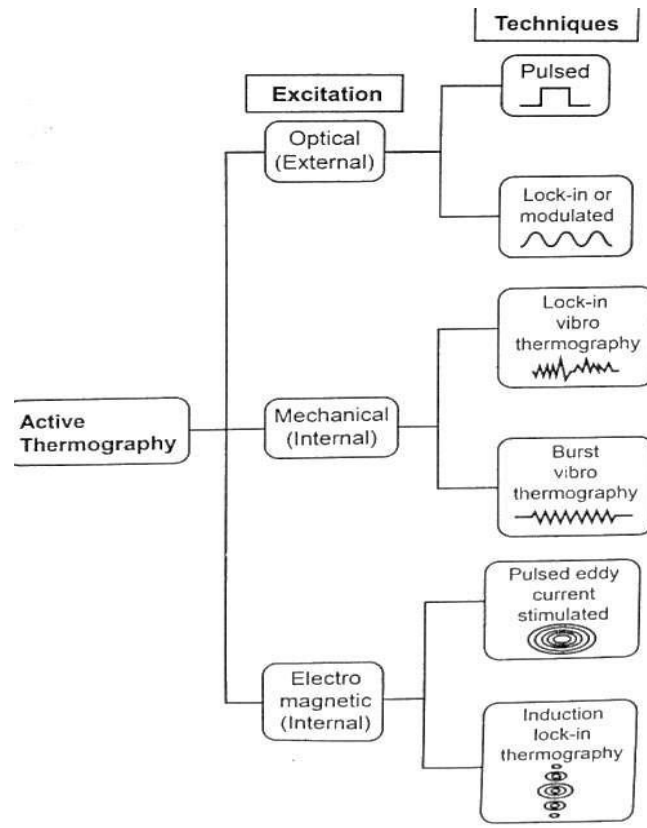 Techniques
Excitation
Pulsed
Optical
(External)
Lock-in or
modulated
Lock-in
vibro
thermography
Active
Thermography
Mechanical
(Internal)
Burst
vibro
thermography
Pulsed eddy
current
stimulated
Electro
magnetic
(Internal)
Induction
lock-in
thermography